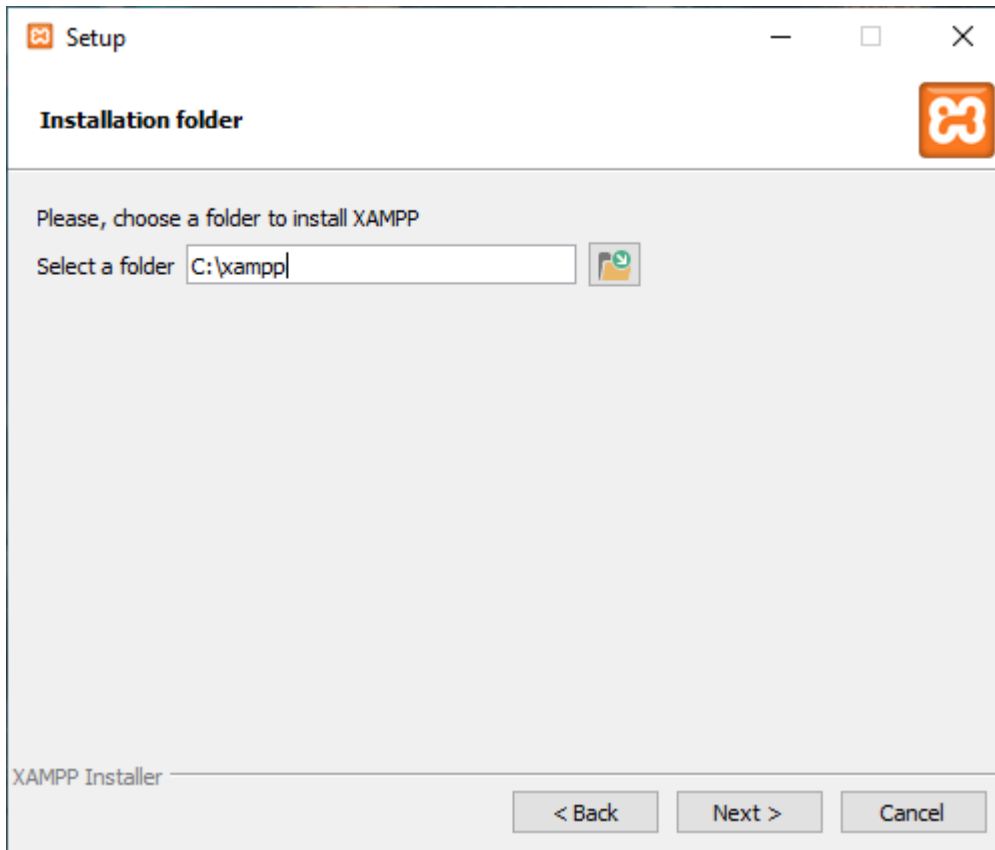 Setup
Installation folder
Please, choose a folder to install XAMPP
Select a folder C:\xampp
XAMPP Installer
< Back Next > Cancel